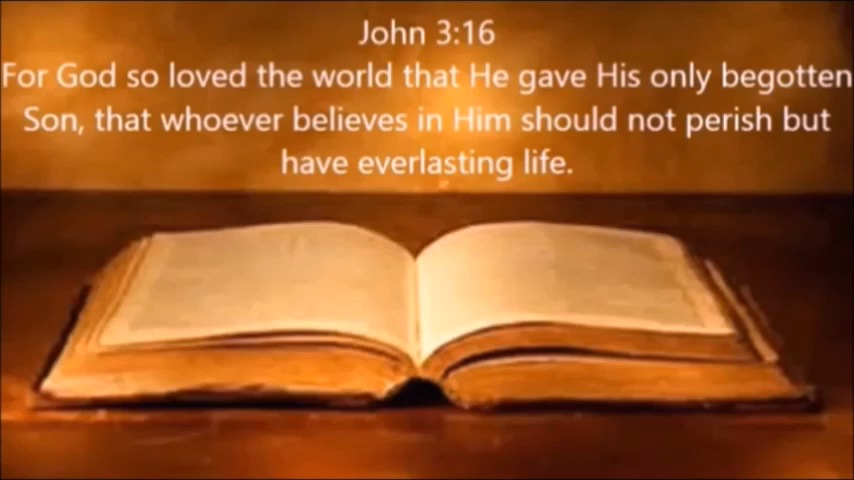 John 3:16
For God so loved the world that He gave His only begotten
Son, that whoever believes in Him should not perish but
have everlasting life.